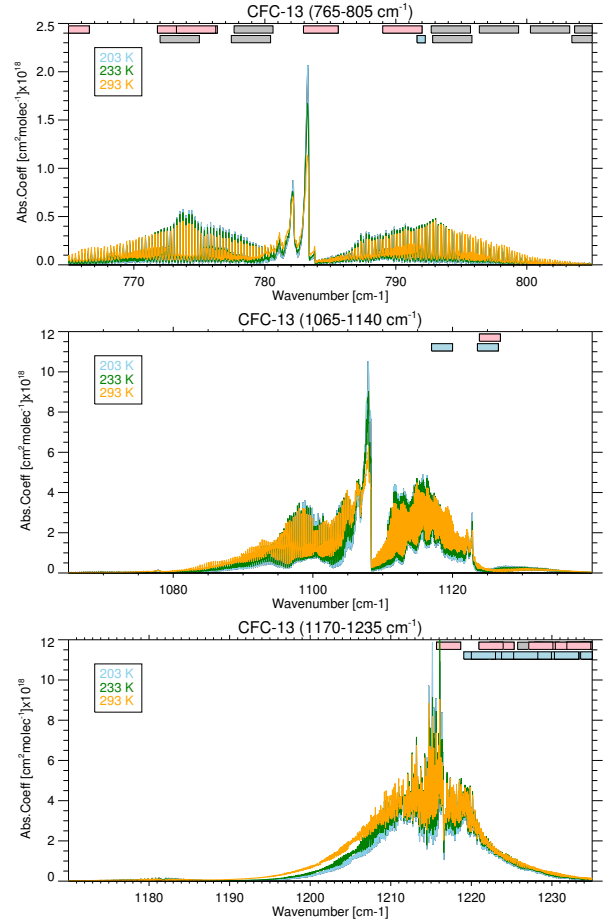 CFC-13 (765-805 cm⁻¹)
2.5
2.0
1.5
1.0
0.5
0.0
Abs.Coeff [cm²molec⁻¹]x10¹⁸
203 K
233 K
293 K
770 780 790 800
Wavenumber [cm-1]
CFC-13 (1065-1140 cm⁻¹)
12
10
8
6
4
2
0
Abs.Coeff [cm²molec⁻¹]x10¹⁸
203 K
233 K
293 K
1080 1100 1120
Wavenumber [cm-1]
CFC-13 (1170-1235 cm⁻¹)
12
10
8
6
4
2
0
Abs.Coeff [cm²molec⁻¹]x10¹⁸
203 K
233 K
293 K
1180 1190 1200 1210 1220 1230
Wavenumber [cm-1]